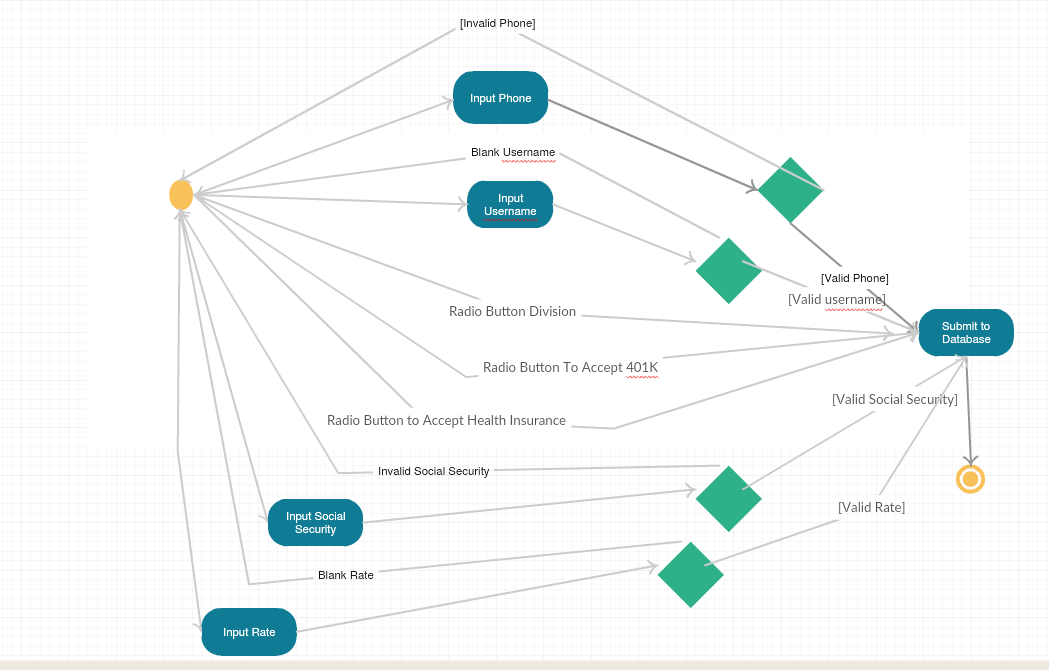 [Invalid Phone]
Input Phone
Blank Username
Input
Username
[Valid Phone]
[Valid username]
Radio Button Division
Submit to
Database
Radio Button To Accept 401K
[Valid Social Security]
Radio Button to Accept Health Insurance
Invalid Social Security
[Valid Rate]
Input Social
Security
Blank Rate
Input Rate